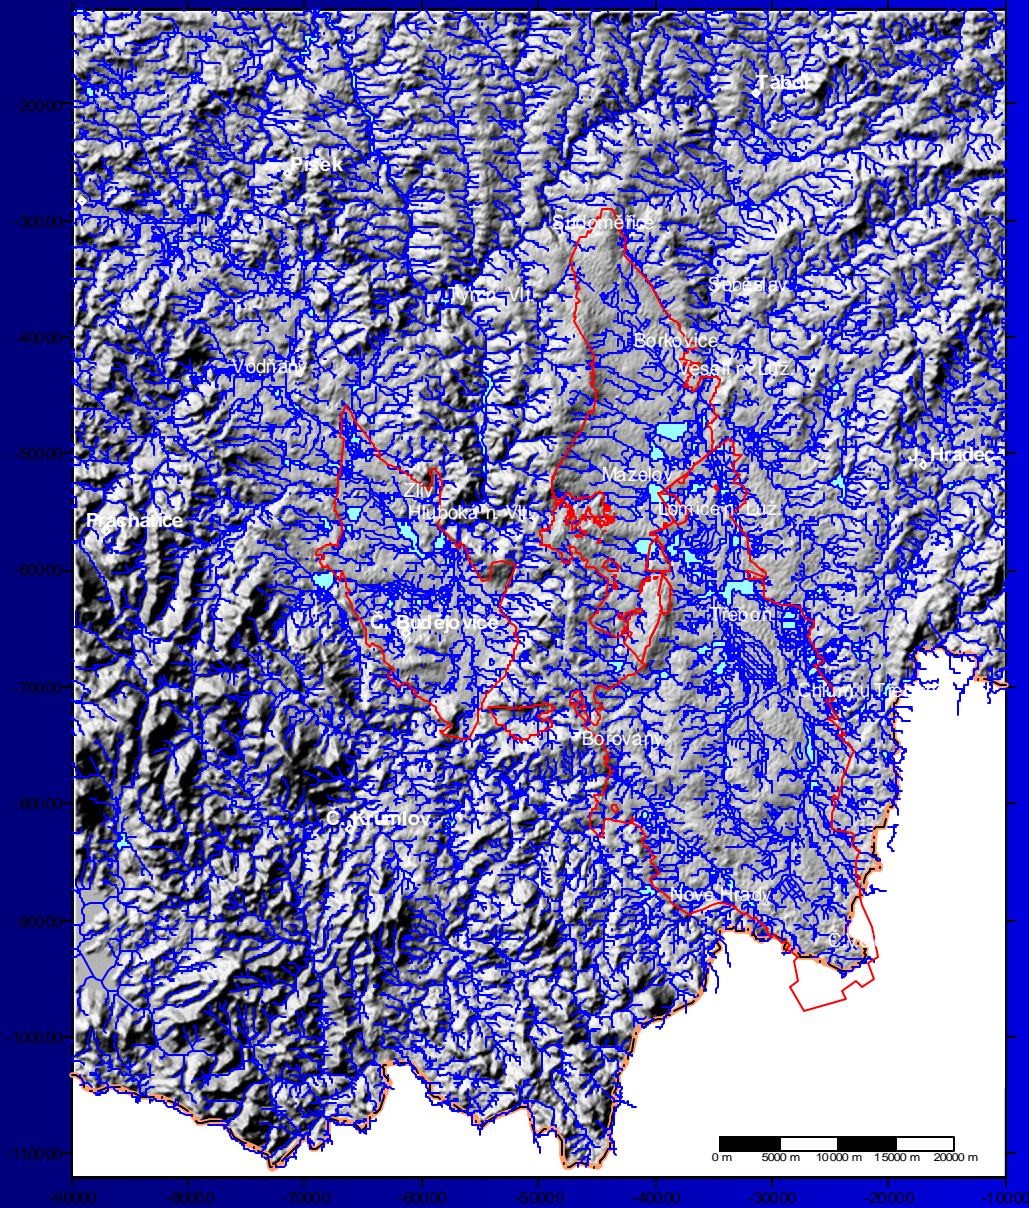 Tábor
-20000
Písek
-30000
Sudoměřice
Týn n. Vlt.
Soběslav
-40000
Borkovice
Vodňany
Veselí n. Luž.
-50000
J. Hradec
Mazelov
Zliv
Lomnice n. Luž.
Hluboká n. Vlt.
Prachatice
-60000
Třeboň
Č. Budějovice
-70000
Borovany
-80000
Č. Krumlov
Nové Hrady
-90000
-100000
-110000
0 m
5000 m
10000 m
15000 m
20000 m
-90000
-80000
-70000
-60000
-50000
-40000
-30000
-20000